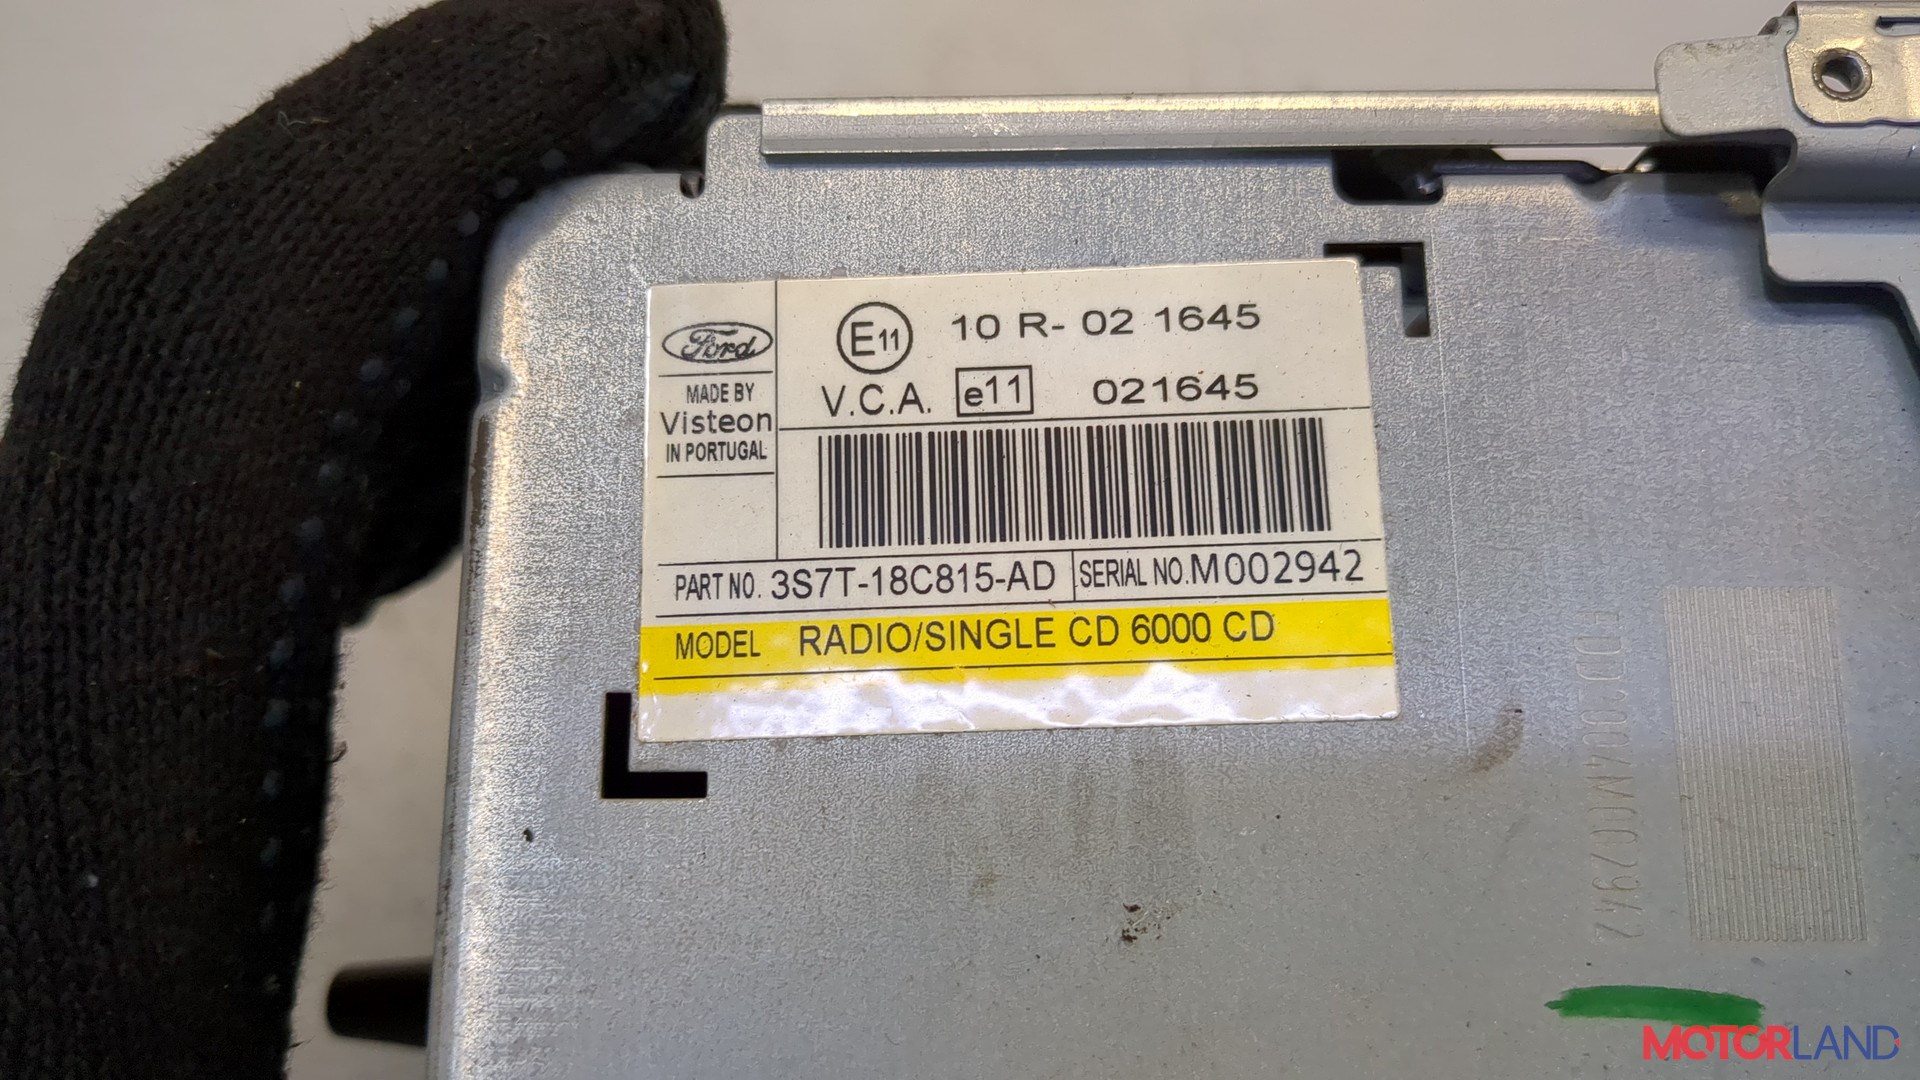 Ford
MADE BY
Visteon
IN PORTUGAL
E11 10 R- 02 1645
V.C.A. e11 021645
PART NO. 3S7T-18C815-AD SERIAL NO. M002942
MODEL RADIO/SINGLE CD 6000 CD
MOTORLAND